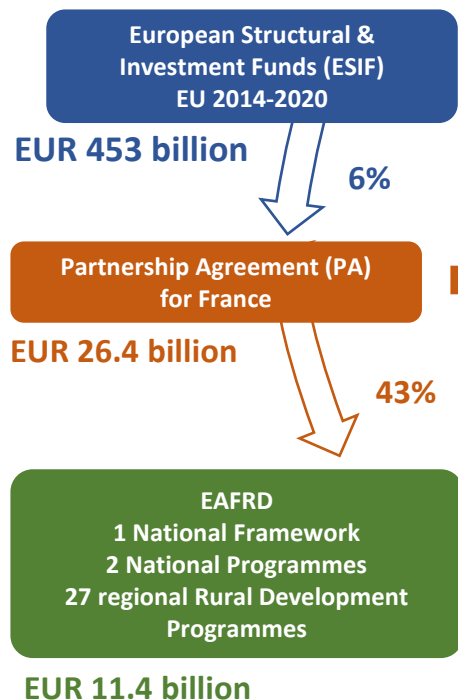 European Structural &
Investment Funds (ESIF)
EU 2014-2020
EUR 453 billion
6%
Partnership Agreement (PA)
for France
EUR 26.4 billion
43%
EAFRD
1 National Framework
2 National Programmes
27 regional Rural Development
Programmes
EUR 11.4 billion